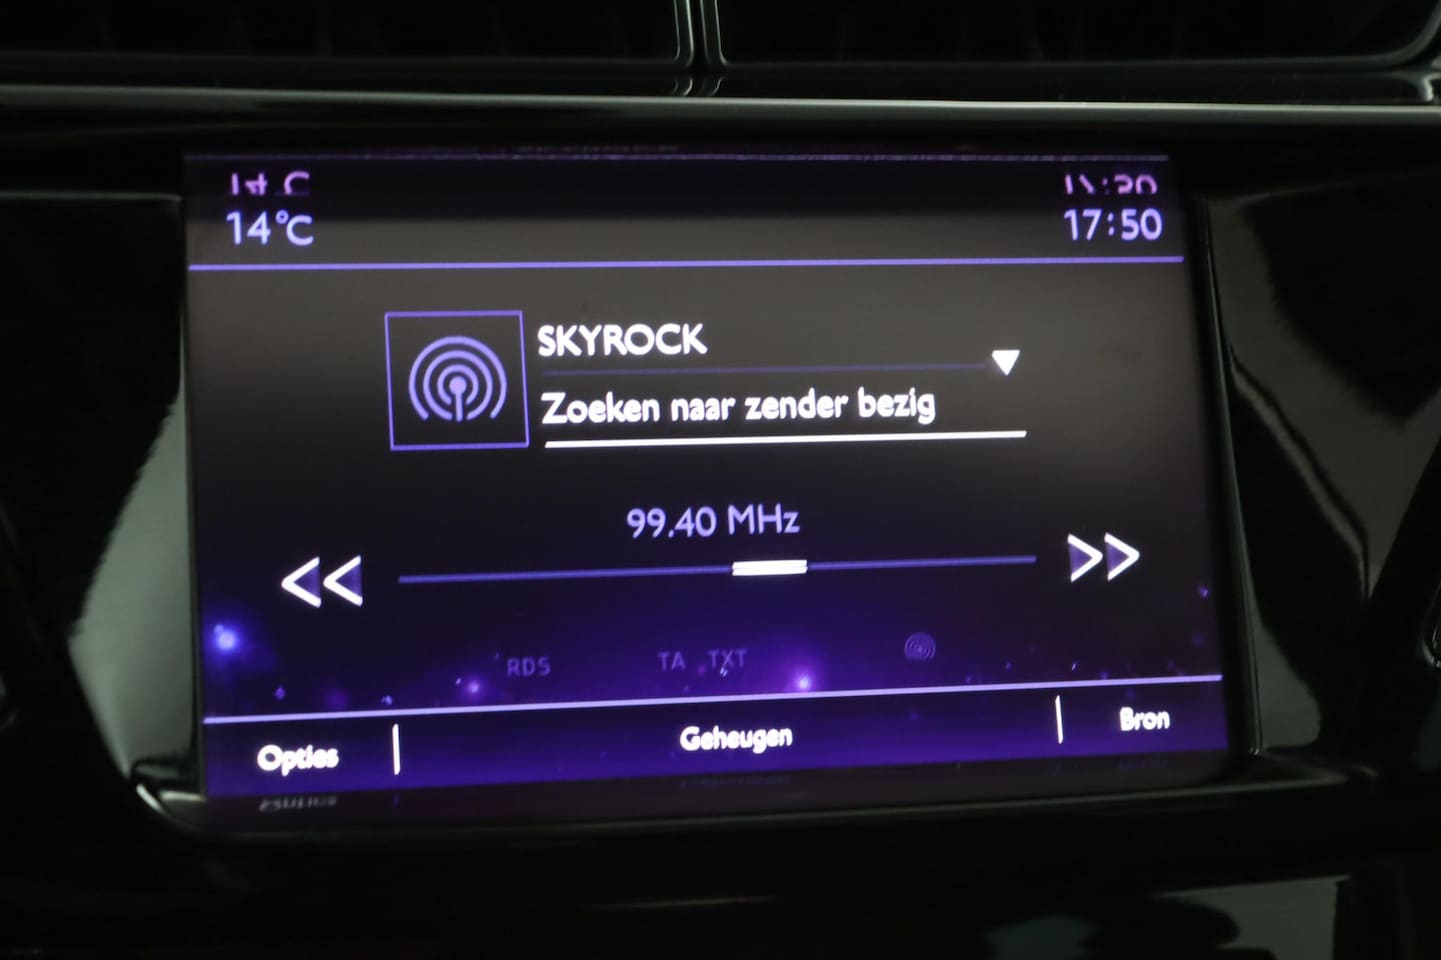 14°C 17:50
SKYROCK
Zoeken naar zender bezig
99.40 MHz
RDS TA TXT
Opties Geheugen Bron